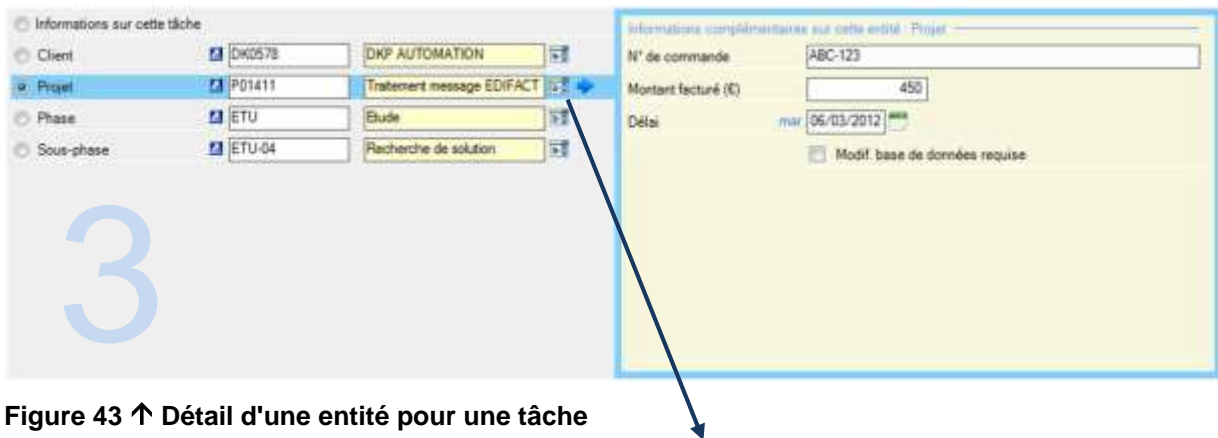 Informations sur cette tâche
Client DK0578 DKP AUTOMATION
Projet P01411 Traitement message EDIFACT
Phase ETU Etude
Sous-phase ETU-04 Recherche de solution
3
Informations complémentaires sur cette entité : Projet
N° de commande ABC-123
Montant facturé (€) 450
Délai mar 06/03/2012
Modif. base de données requise
Figure 43 ↑ Détail d'une entité pour une tâche